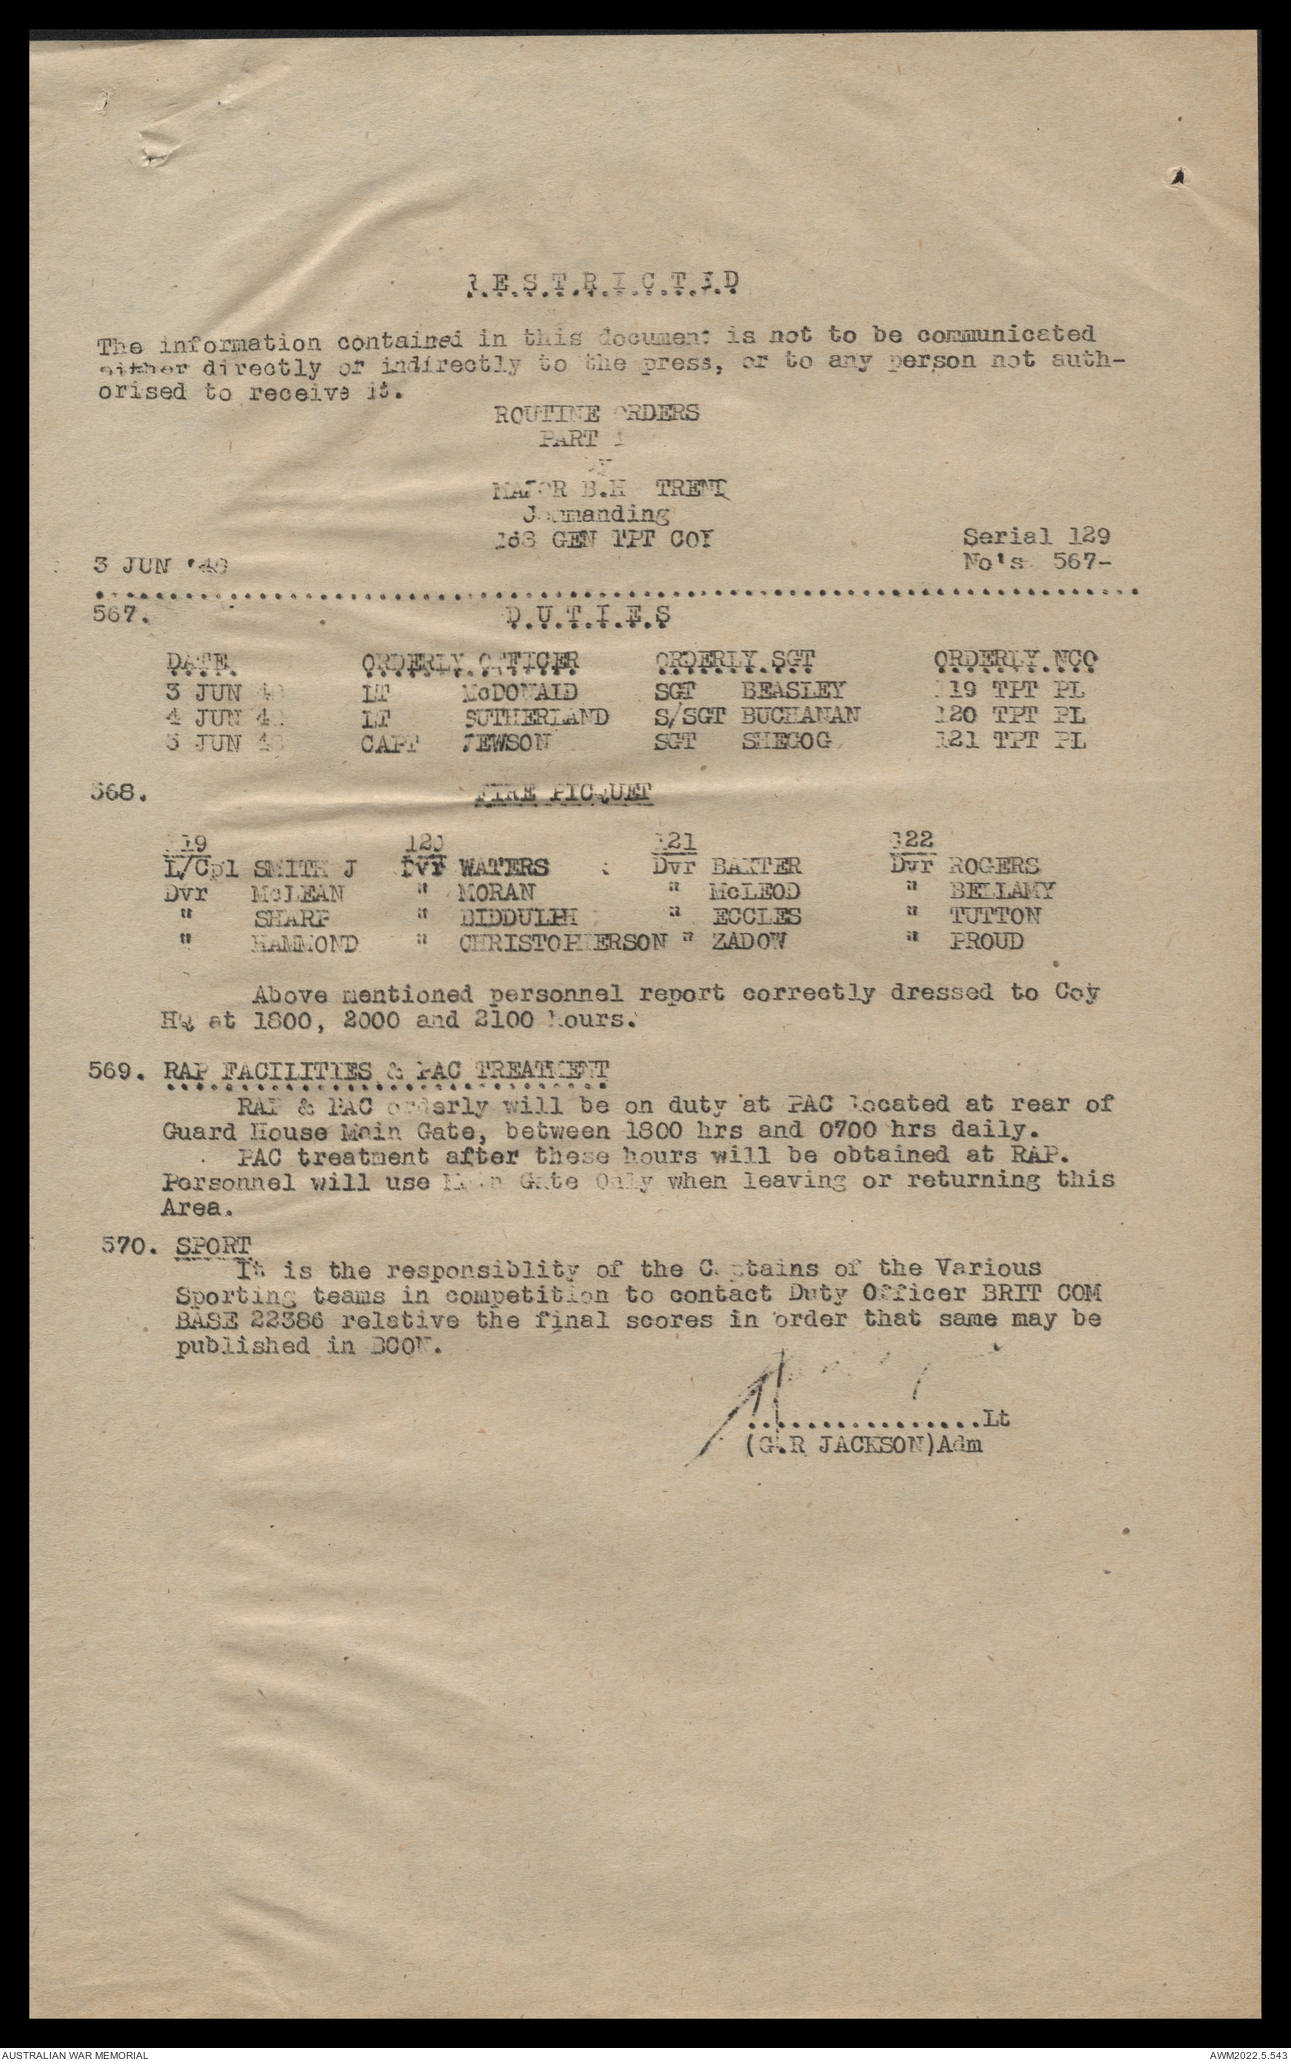 R.E.S.T.R.I.C.T.E.D
The information contained in this document is not to be communicated
either directly or indirectly to the press, or to any person not auth-
orised to receive it.
ROUTINE ORDERS
PART 1
by
MAJOR B.H TREND
Commanding
168 GEN TPT COY
Serial 129
3 JUN '48
No's 567-
567. D.U.T.I.E.S
DATE ORDERLY OFFICER ORDERLY SGT ORDERLY NCO
3 JUN 48 LT McDONALD SGT BEASLEY 119 TPT PL
4 JUN 48 LT SUTHERLAND S/SGT BUCHANAN 120 TPT PL
5 JUN 48 CAPT JEWSON SGT SHEGOG 121 TPT PL
568. FIRE PICQUET
119 120 121 122
L/Cpl SMITH J Dvr WATERS Dvr BAXTER Dvr ROGERS
Dvr McLEAN " MORAN " McLEOD " BELLAMY
" SHARP " BIDDULPH " ECCLES " TUTTON
" HAMMOND " CHRISTOPHERSON " ZADOW " PROUD
Above mentioned personnel report correctly dressed to Coy
HQ at 1800, 2000 and 2100 hours.
569. RAP FACILITIES & PAC TREATMENT
RAP & PAC orderly will be on duty at PAC located at rear of
Guard House Main Gate, between 1800 hrs and 0700 hrs daily.
PAC treatment after these hours will be obtained at RAP.
Personnel will use Main Gate Only when leaving or returning this
Area.
570. SPORT
It is the responsiblity of the Captains of the Various
Sporting teams in competition to contact Duty Officer BRIT COM
BASE 22386 relative the final scores in order that same may be
published in BCON.
................Lt
(G.R JACKSON)Adm
AUSTRALIAN WAR MEMORIAL
AWM2022.5.543